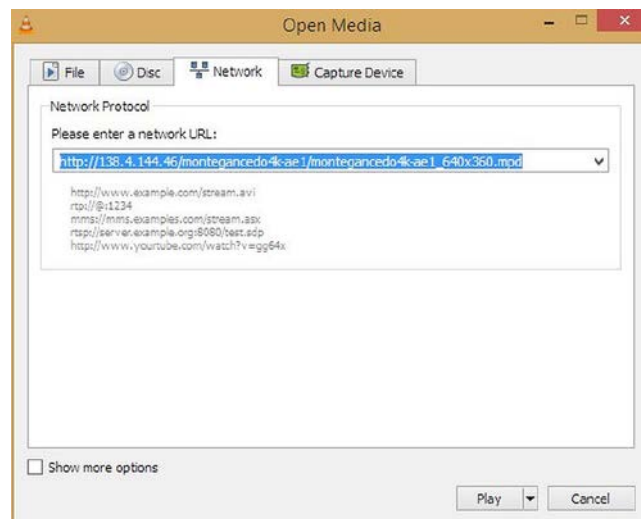 Open Media
File Disc Network Capture Device
Network Protocol
Please enter a network URL:
http://138.4.144.46/montegancedo4k-ae1/montegancedo4k-ae1_640x360.mpd
http://www.example.com/stream.avi
rtp://@:1234
mms://mms.examples.com/stream.asx
rtsp://server.example.org:8080/test.sdp
http://www.yourtube.com/watch?v=gg64x
Show more options
Play Cancel